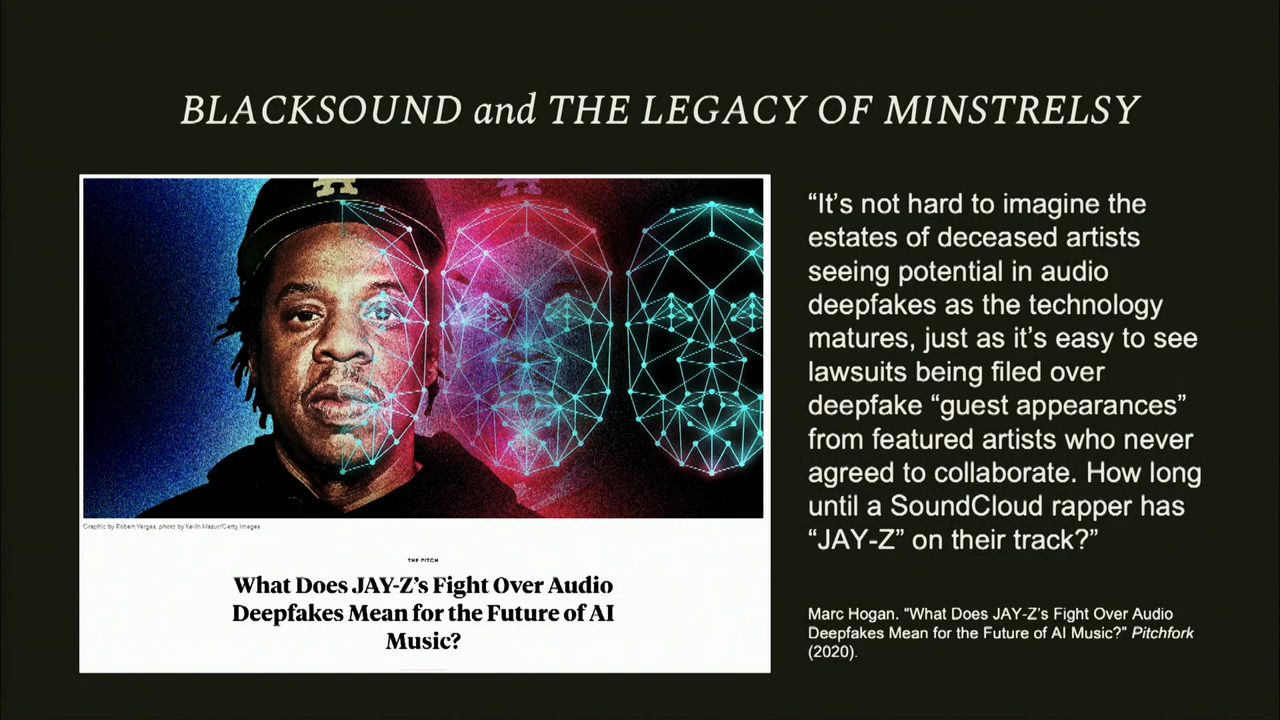 BLACKSOUND and THE LEGACY OF MINSTRELSY
Graphic by Robert Vargas, photo by Kevin Mazur/Getty Images
THE PITCH
What Does JAY-Z’s Fight Over Audio
Deepfakes Mean for the Future of AI
Music?
“It’s not hard to imagine the
estates of deceased artists
seeing potential in audio
deepfakes as the technology
matures, just as it’s easy to see
lawsuits being filed over
deepfake “guest appearances”
from featured artists who never
agreed to collaborate. How long
until a SoundCloud rapper has
“JAY-Z” on their track?”
Marc Hogan. "What Does JAY-Z’s Fight Over Audio
Deepfakes Mean for the Future of AI Music?" Pitchfork
(2020).